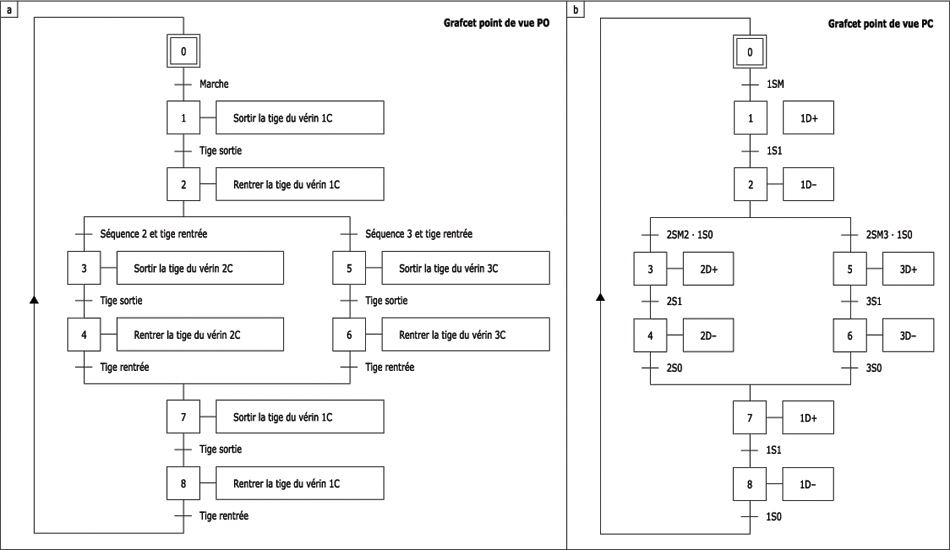 a
Grafcet point de vue PO
0
Marche
1
Sortir la tige du vérin 1C
Tige sortie
2
Rentrer la tige du vérin 1C
Séquence 2 et tige rentrée
Séquence 3 et tige rentrée
3
Sortir la tige du vérin 2C
5
Sortir la tige du vérin 3C
Tige sortie
Tige sortie
4
Rentrer la tige du vérin 2C
6
Rentrer la tige du vérin 3C
Tige rentrée
Tige rentrée
7
Sortir la tige du vérin 1C
Tige sortie
8
Rentrer la tige du vérin 1C
Tige rentrée
b
Grafcet point de vue PC
0
1SM
1
1D+
1S1
2
1D–
2SM2 · 1S0
2SM3 · 1S0
3
2D+
5
3D+
2S1
3S1
4
2D–
6
3D–
2S0
3S0
7
1D+
1S1
8
1D–
1S0